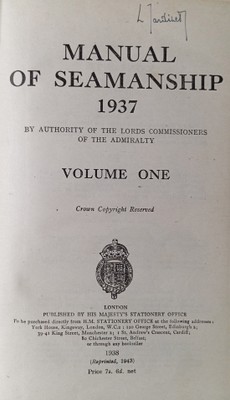 MANUAL
OF SEAMANSHIP
1937
BY AUTHORITY OF THE LORDS COMMISSIONERS
OF THE ADMIRALTY
VOLUME ONE
Crown Copyright Reserved
LONDON
PUBLISHED BY HIS MAJESTY'S STATIONERY OFFICE
To be purchased directly from H.M. STATIONERY OFFICE at the following addresses:
York House, Kingsway, London, W.C.2; 120 George Street, Edinburgh 2;
39-41 King Street, Manchester 2; 1 St. Andrew's Crescent, Cardiff;
80 Chichester Street, Belfast;
or through any bookseller
1938
(Reprinted, 1943)
Price 7s. 6d. net